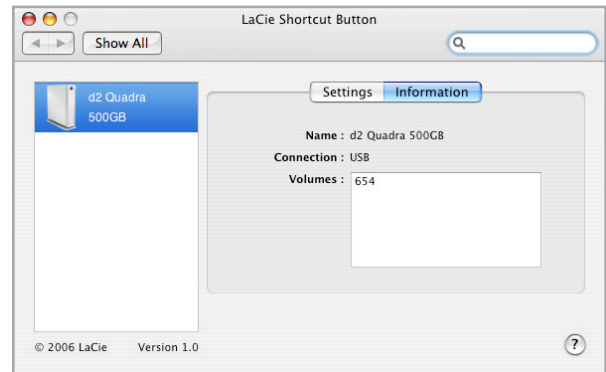 LaCie Shortcut Button
Show All
d2 Quadra
500GB
Settings Information
Name : d2 Quadra 500GB
Connection : USB
Volumes : 654
© 2006 LaCie Version 1.0
?